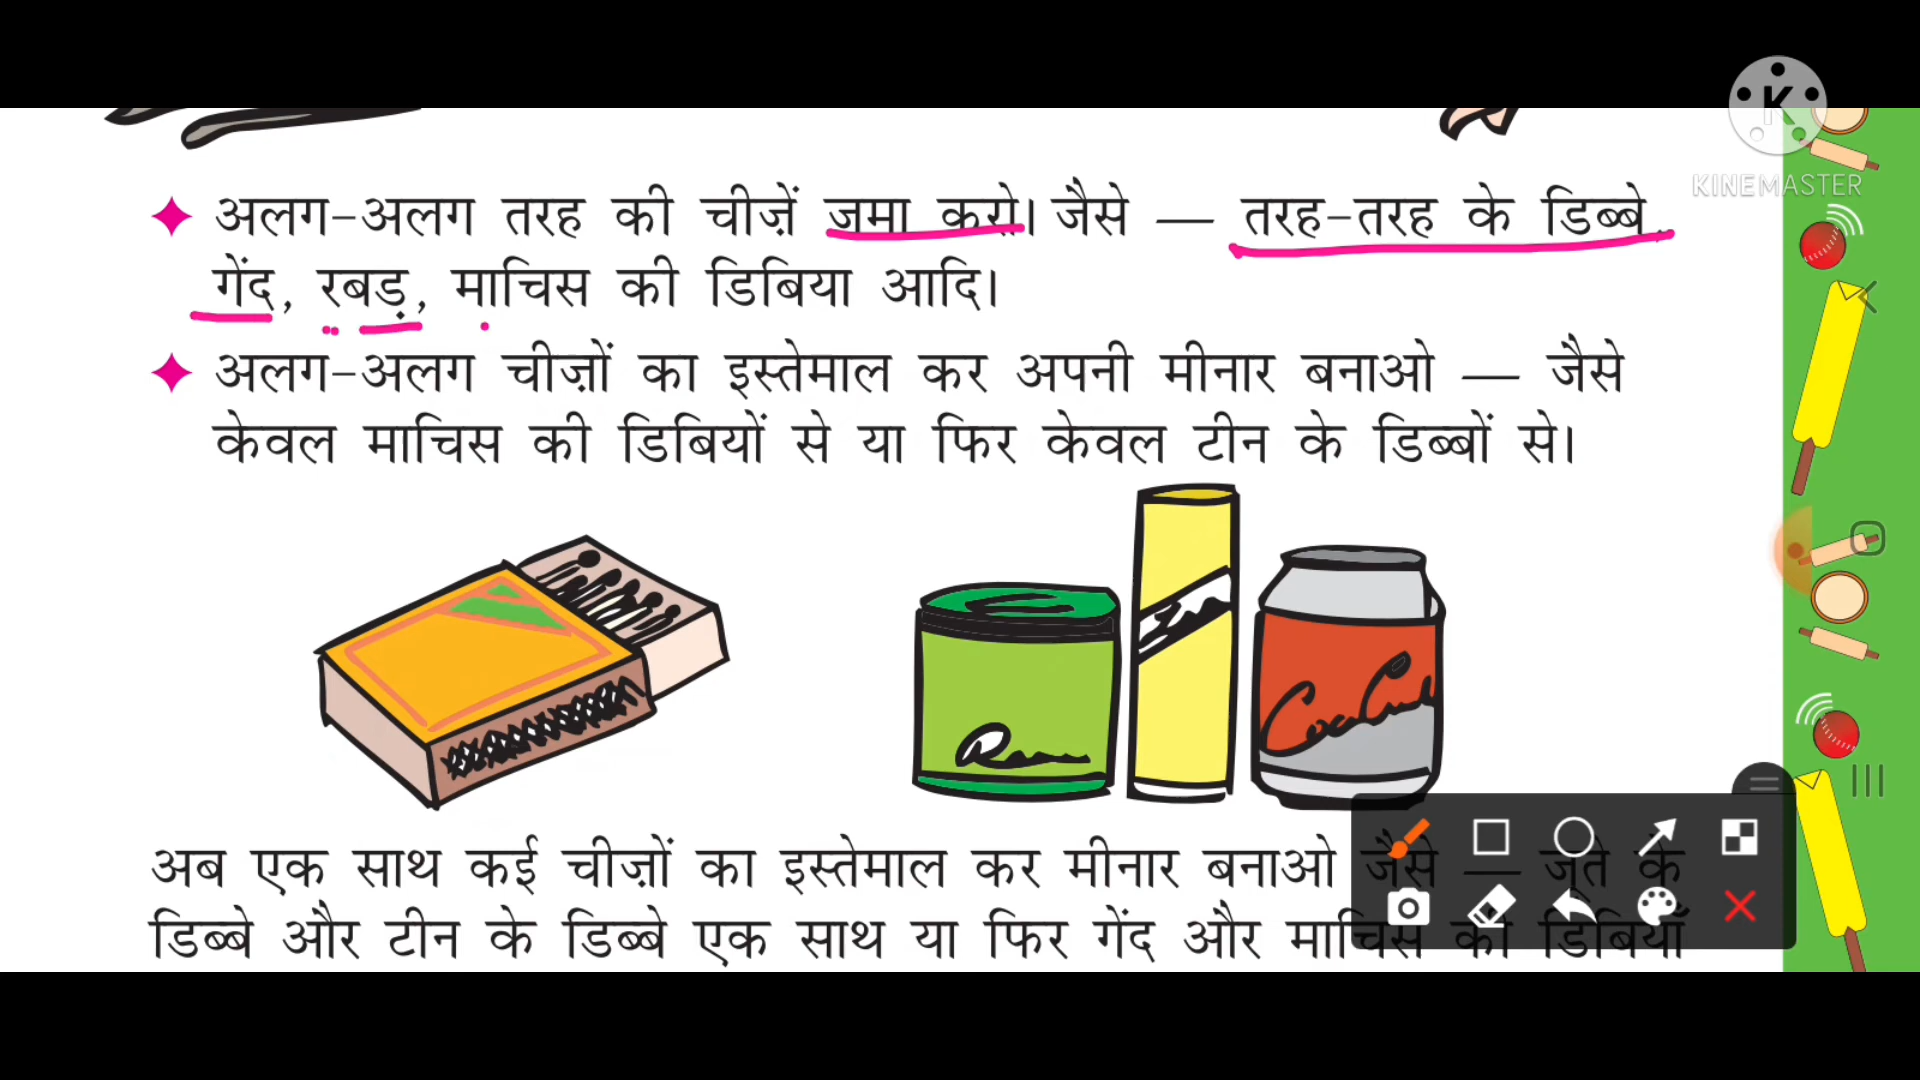 KINEMASTER
अलग-अलग तरह की चीज़ें जमा करो। जैसे — तरह-तरह के डिब्बे,
गेंद, रबड़, माचिस की डिबिया आदि।
अलग-अलग चीज़ों का इस्तेमाल कर अपनी मीनार बनाओ — जैसे
केवल माचिस की डिबियों से या फिर केवल टीन के डिब्बों से।
अब एक साथ कई चीज़ों का इस्तेमाल कर मीनार बनाओ जैसे — जूते के
डिब्बे और टीन के डिब्बे एक साथ या फिर गेंद और माचिस की डिबियाँ